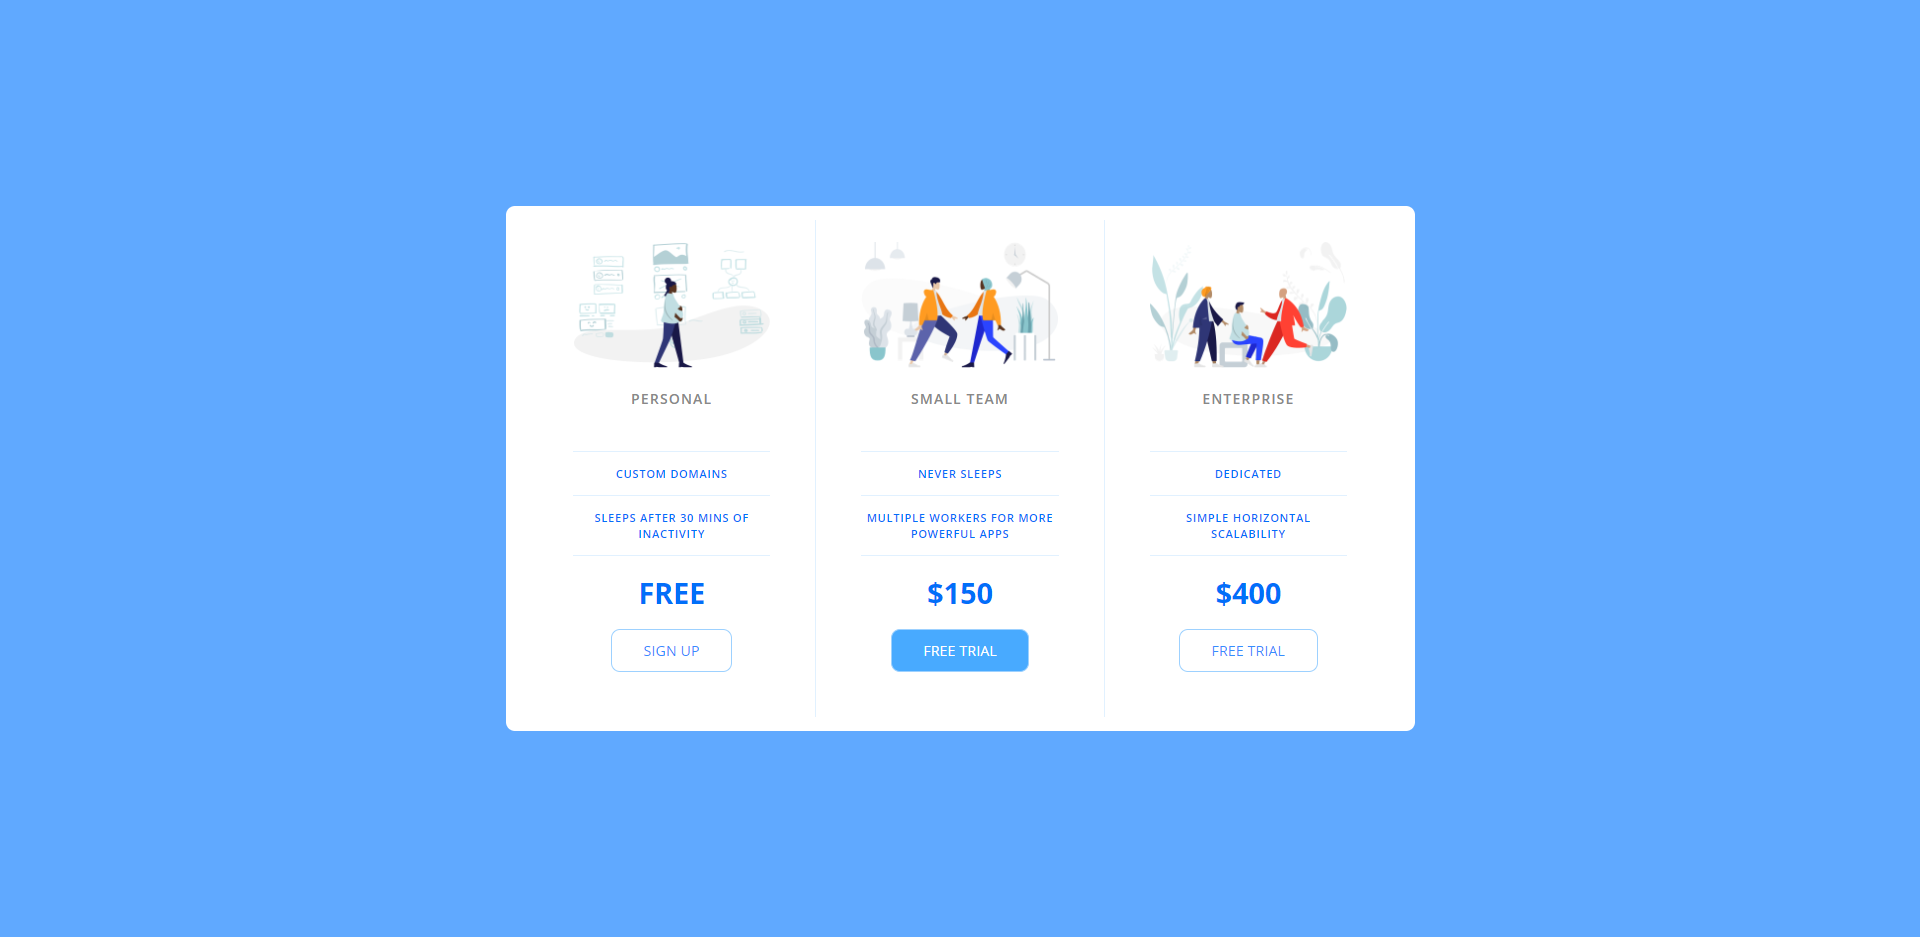 PERSONAL
CUSTOM DOMAINS
SLEEPS AFTER 30 MINS OF
INACTIVITY
FREE
SIGN UP
SMALL TEAM
NEVER SLEEPS
MULTIPLE WORKERS FOR MORE
POWERFUL APPS
$150
FREE TRIAL
ENTERPRISE
DEDICATED
SIMPLE HORIZONTAL
SCALABILITY
$400
FREE TRIAL